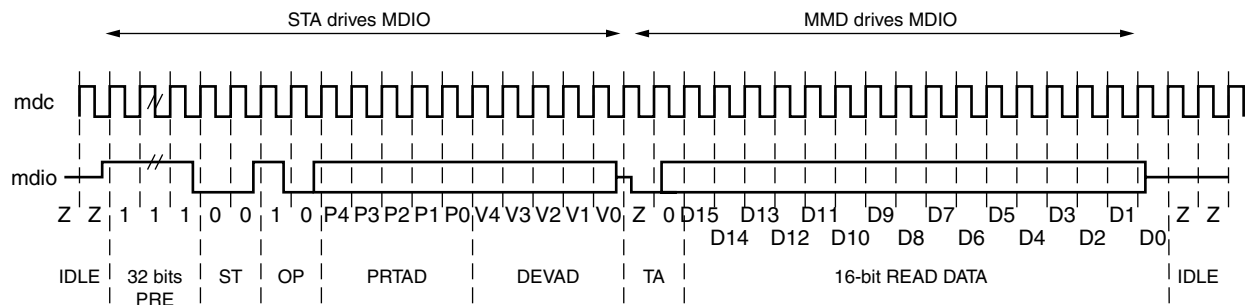 STA drives MDIO MMD drives MDIO
mdc
mdio
Z Z 1 1 1 0 0 1 0 P4 P3 P2 P1 P0 V4 V3 V2 V1 V0 Z 0 D15 D13 D11 D9 D7 D5 D3 D1 Z Z
D14 D12 D10 D8 D6 D4 D2 D0
IDLE 32 bits ST OP PRTAD DEVAD TA 16-bit READ DATA IDLE
PRE